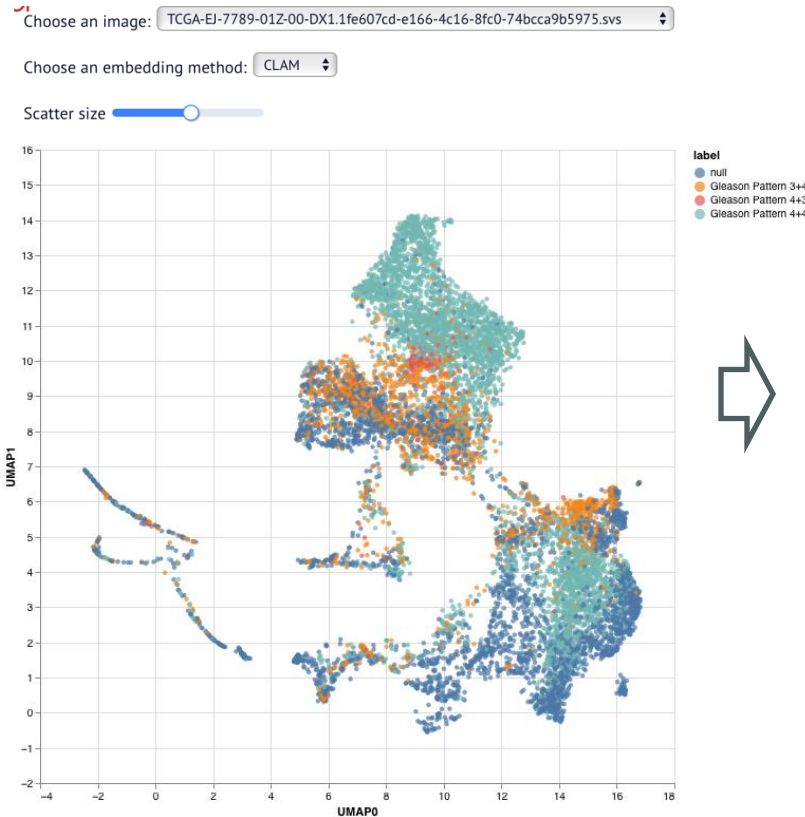 Choose an image: TCGA-EJ-7789-01Z-00-DX1.1fe607cd-e166-4c16-8fc0-74bcca9b5975.svs
Choose an embedding method: CLAM
Scatter size
label
null
Gleason Pattern 3+4
Gleason Pattern 4+3
Gleason Pattern 4+4
16
15
14
13
12
11
10
9
8
7
6
5
4
3
2
1
0
−1
−2
UMAP1
−4 −2 0 2 4 6 8 10 12 14 16 18
UMAP0